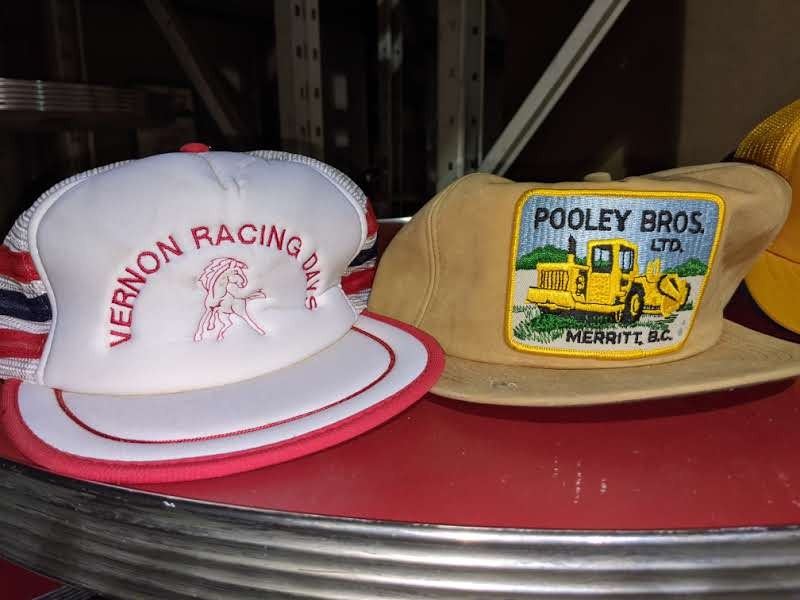 VERNON RACING DAYS
POOLEY BROS.
LTD.
MERRITT, B.C.